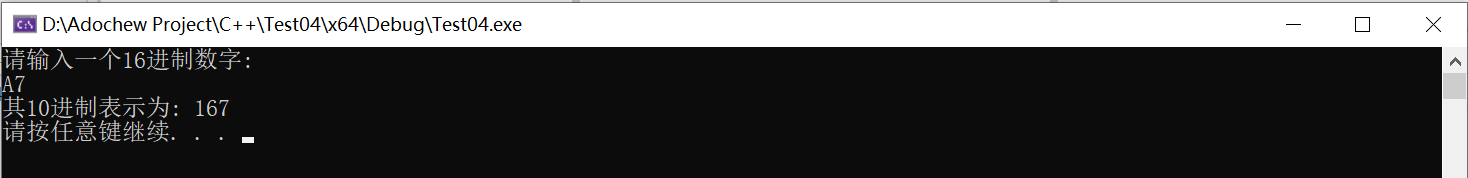 D:\Adochew Project\C++\Test04\x64\Debug\Test04.exe
请输入一个16进制数字:
A7
其10进制表示为: 167
请按任意键继续. . .